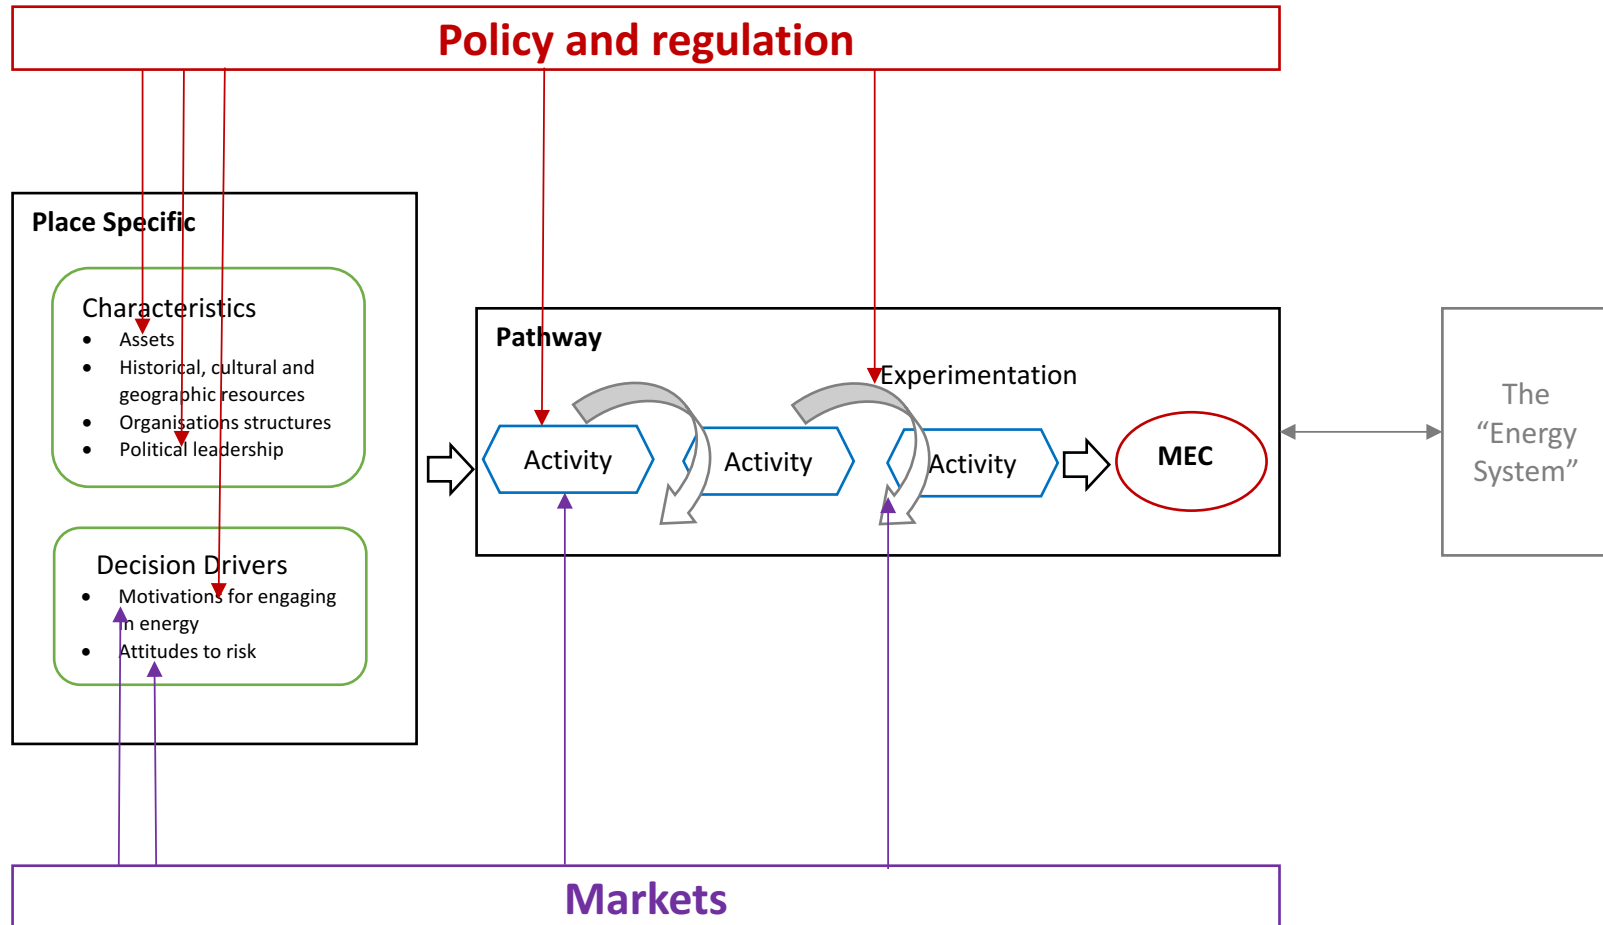 Policy and regulation
Place Specific
Characteristics
• Assets
• Historical, cultural and
geographic resources
• Organisations structures
• Political leadership
Decision Drivers
• Motivations for engaging
in energy
• Attitudes to risk
Pathway
Experimentation
Activity
Activity
Activity
MEC
The
“Energy
System”
Markets